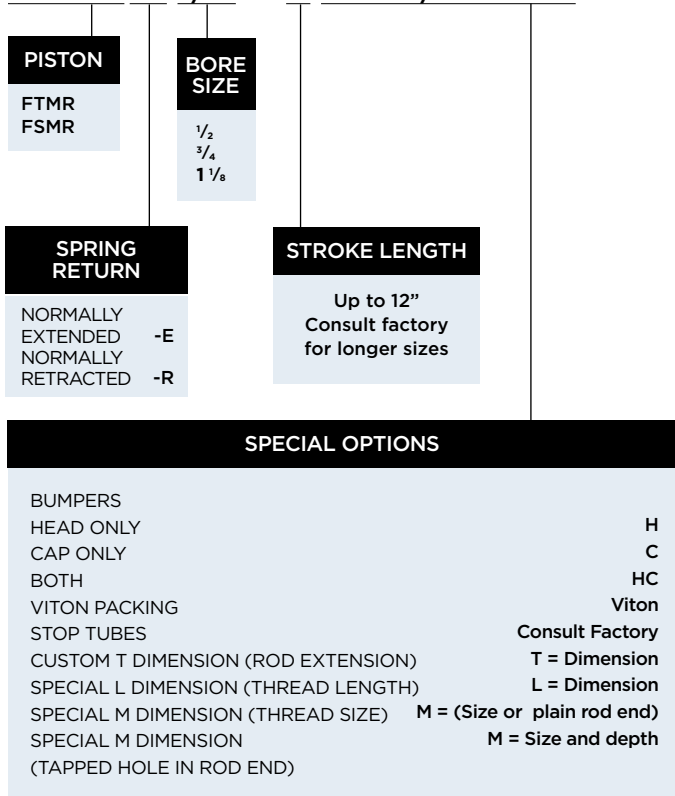 PISTON
FTMR
FSMR
BORE
SIZE
1/2
3/4
1 1/8
SPRING
RETURN
NORMALLY
EXTENDED -E
NORMALLY
RETRACTED -R
STROKE LENGTH
Up to 12”
Consult factory
for longer sizes
SPECIAL OPTIONS
BUMPERS
HEAD ONLY H
CAP ONLY C
BOTH HC
VITON PACKING Viton
STOP TUBES Consult Factory
CUSTOM T DIMENSION (ROD EXTENSION) T = Dimension
SPECIAL L DIMENSION (THREAD LENGTH) L = Dimension
SPECIAL M DIMENSION (THREAD SIZE) M = (Size or plain rod end)
SPECIAL M DIMENSION M = Size and depth
(TAPPED HOLE IN ROD END)